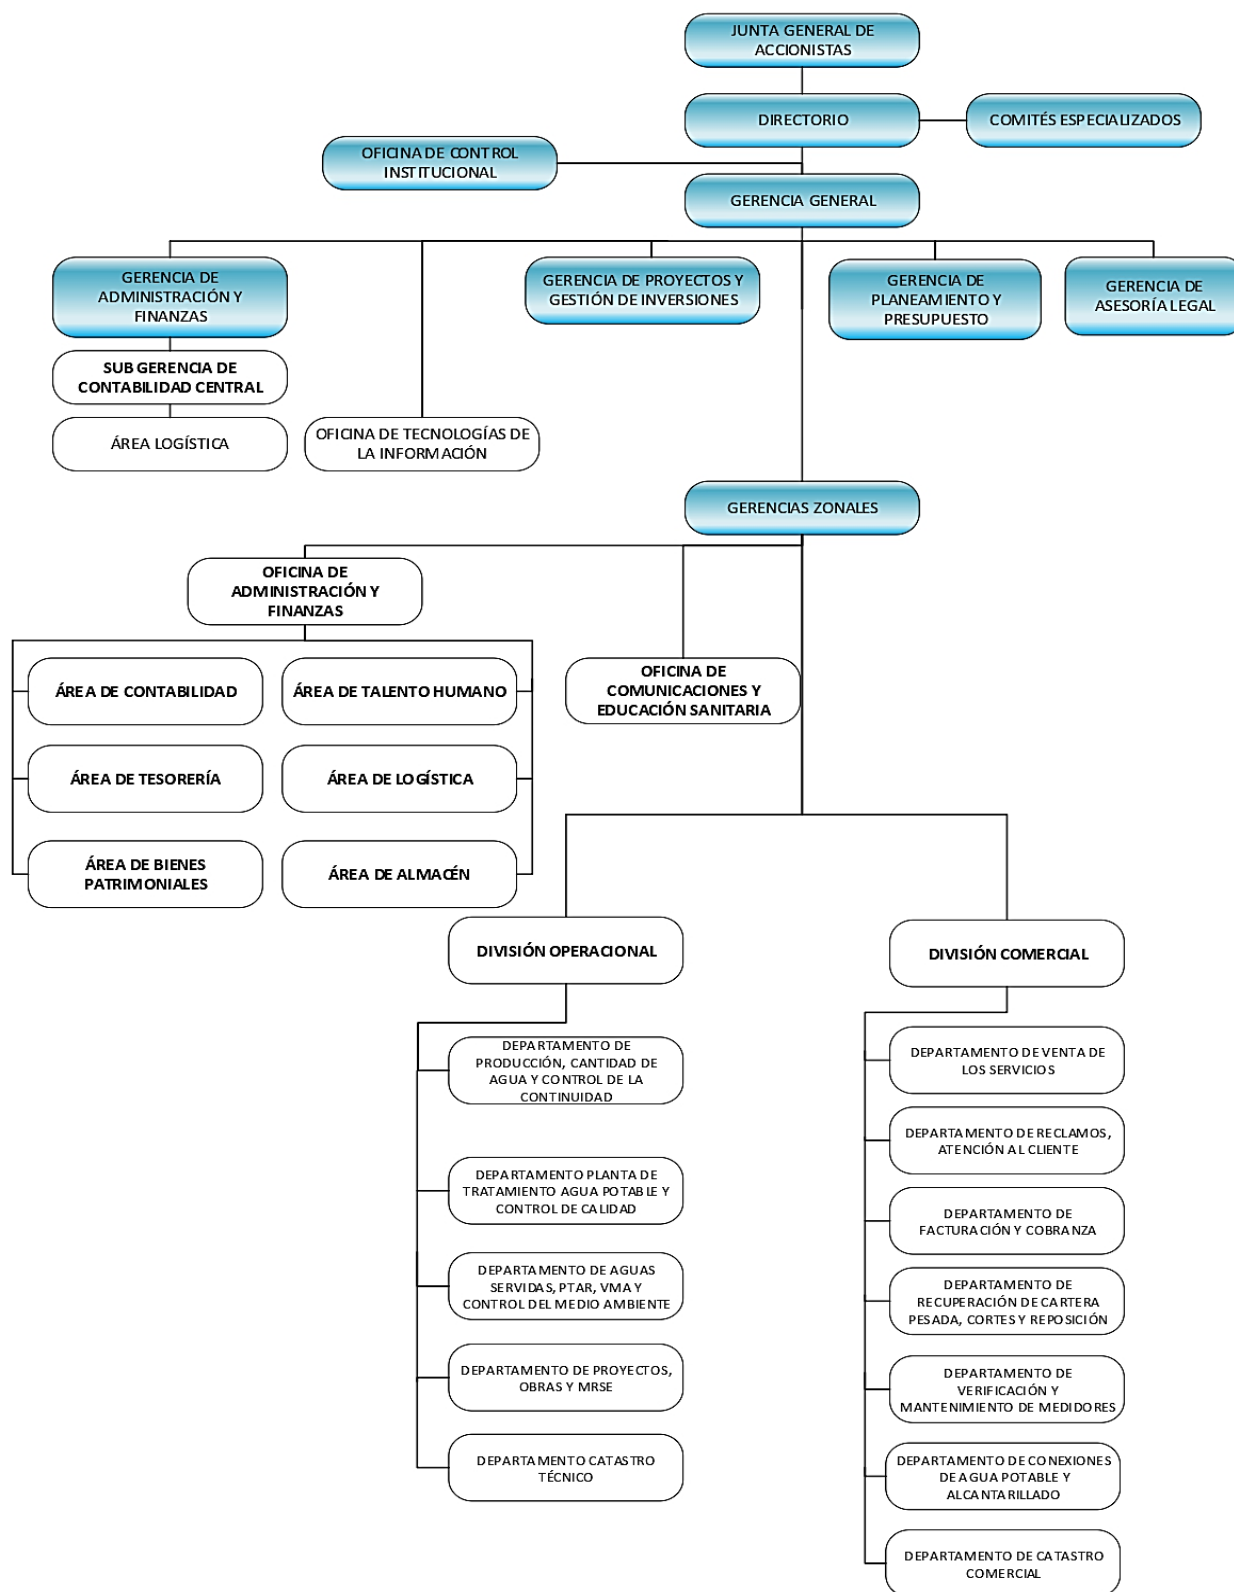 JUNTA GENERAL DE
ACCIONISTAS
DIRECTORIO
COMITÉS ESPECIALIZADOS
OFICINA DE CONTROL
INSTITUCIONAL
GERENCIA GENERAL
GERENCIA DE
ADMINISTRACIÓN Y
FINANZAS
GERENCIA DE PROYECTOS Y
GESTIÓN DE INVERSIONES
GERENCIA DE
PLANEAMIENTO Y
PRESUPUESTO
GERENCIA DE
ASESORÍA LEGAL
SUB GERENCIA DE
CONTABILIDAD CENTRAL
ÁREA LOGÍSTICA
OFICINA DE TECNOLOGÍAS DE
LA INFORMACIÓN
GERENCIAS ZONALES
OFICINA DE
ADMINISTRACIÓN Y
FINANZAS
OFICINA DE
COMUNICACIONES Y
EDUCACIÓN SANITARIA
ÁREA DE CONTABILIDAD
ÁREA DE TALENTO HUMANO
ÁREA DE TESORERÍA
ÁREA DE LOGÍSTICA
ÁREA DE BIENES
PATRIMONIALES
ÁREA DE ALMACÉN
DIVISIÓN OPERACIONAL
DIVISIÓN COMERCIAL
DEPARTAMENTO DE
PRODUCCIÓN, CANTIDAD DE
AGUA Y CONTROL DE LA
CONTINUIDAD
DEPARTAMENTO PLANTA DE
TRATAMIENTO AGUA POTABLE Y
CONTROL DE CALIDAD
DEPARTAMENTO DE AGUAS
SERVIDAS, PTAR, VMA Y
CONTROL DEL MEDIO AMBIENTE
DEPARTAMENTO DE PROYECTOS,
OBRAS Y MRSE
DEPARTAMENTO CATASTRO
TÉCNICO
DEPARTAMENTO DE VENTA DE
LOS SERVICIOS
DEPARTAMENTO DE RECLAMOS,
ATENCIÓN AL CLIENTE
DEPARTAMENTO DE
FACTURACIÓN Y COBRANZA
DEPARTAMENTO DE
RECUPERACIÓN DE CARTERA
PESADA, CORTES Y REPOSICIÓN
DEPARTAMENTO DE
VERIFICACIÓN Y
MANTENIMIENTO DE MEDIDORES
DEPARTAMENTO DE CONEXIONES
DE AGUA POTABLE Y
ALCANTARILLADO
DEPARTAMENTO DE CATASTRO
COMERCIAL